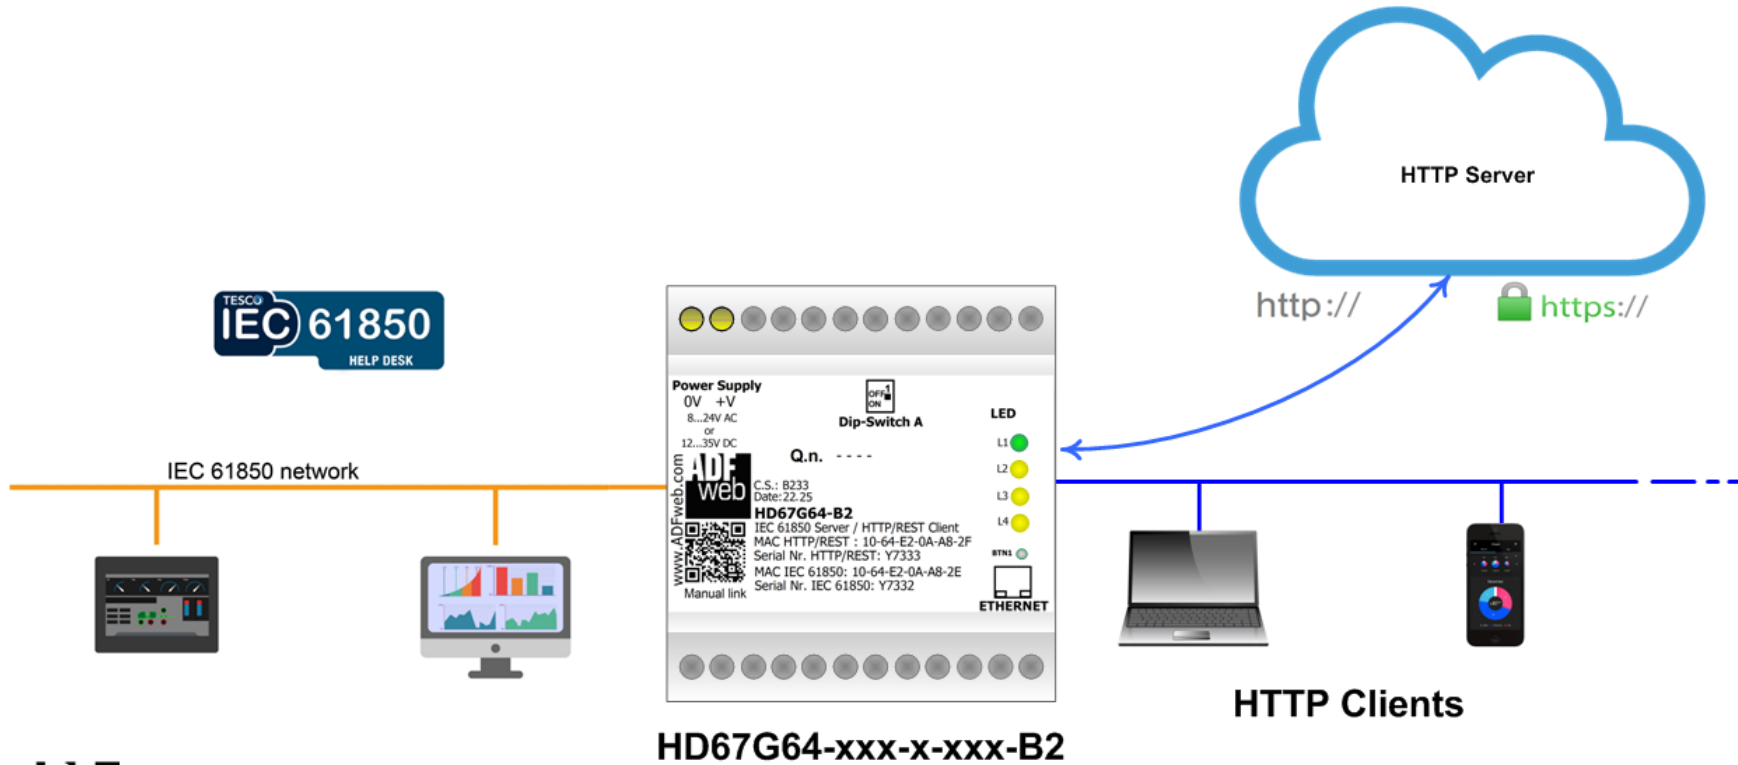 HTTP Server
http://
https://
TESCO
IEC 61850
HELP DESK
Power Supply
0V +V
8...24V AC
or
12...35V DC
OFF 1
ON
Dip-Switch A
LED
L1
L2
L3
L4
BTN1
ETHERNET
Q.n. - - - -
www.ADFweb.com
ADF
web
C.S.: B233
Date:22.25
HD67G64-B2
IEC 61850 Server / HTTP/REST Client
MAC HTTP/REST : 10-64-E2-0A-A8-2F
Serial Nr. HTTP/REST: Y7333
MAC IEC 61850: 10-64-E2-0A-A8-2E
Serial Nr. IEC 61850: Y7332
Manual link
IEC 61850 network
HTTP Clients
HD67G64-xxx-x-xxx-B2